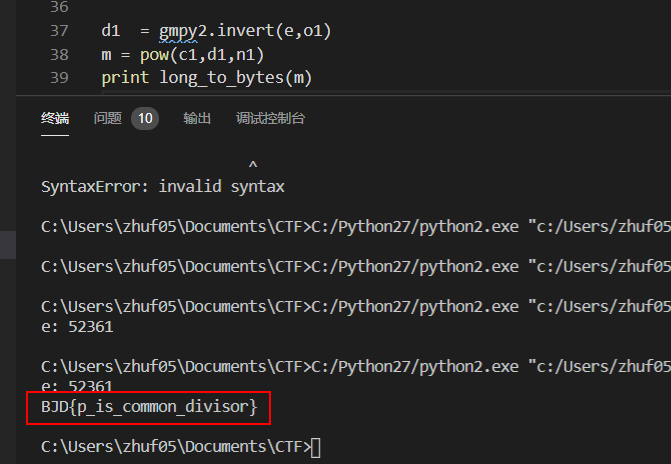 36
37 d1  = gmpy2.invert(e,o1)
38 m = pow(c1,d1,n1)
39 print long_to_bytes(m)
终端 问题 10 输出 调试控制台
^
SyntaxError: invalid syntax
C:\Users\zhuf05\Documents\CTF>C:/Python27/python2.exe "c:/Users/zhuf05
C:\Users\zhuf05\Documents\CTF>C:/Python27/python2.exe "c:/Users/zhuf05
C:\Users\zhuf05\Documents\CTF>C:/Python27/python2.exe "c:/Users/zhuf05
e: 52361
C:\Users\zhuf05\Documents\CTF>C:/Python27/python2.exe "c:/Users/zhuf05
e: 52361
BJD{p_is_common_divisor}
C:\Users\zhuf05\Documents\CTF>